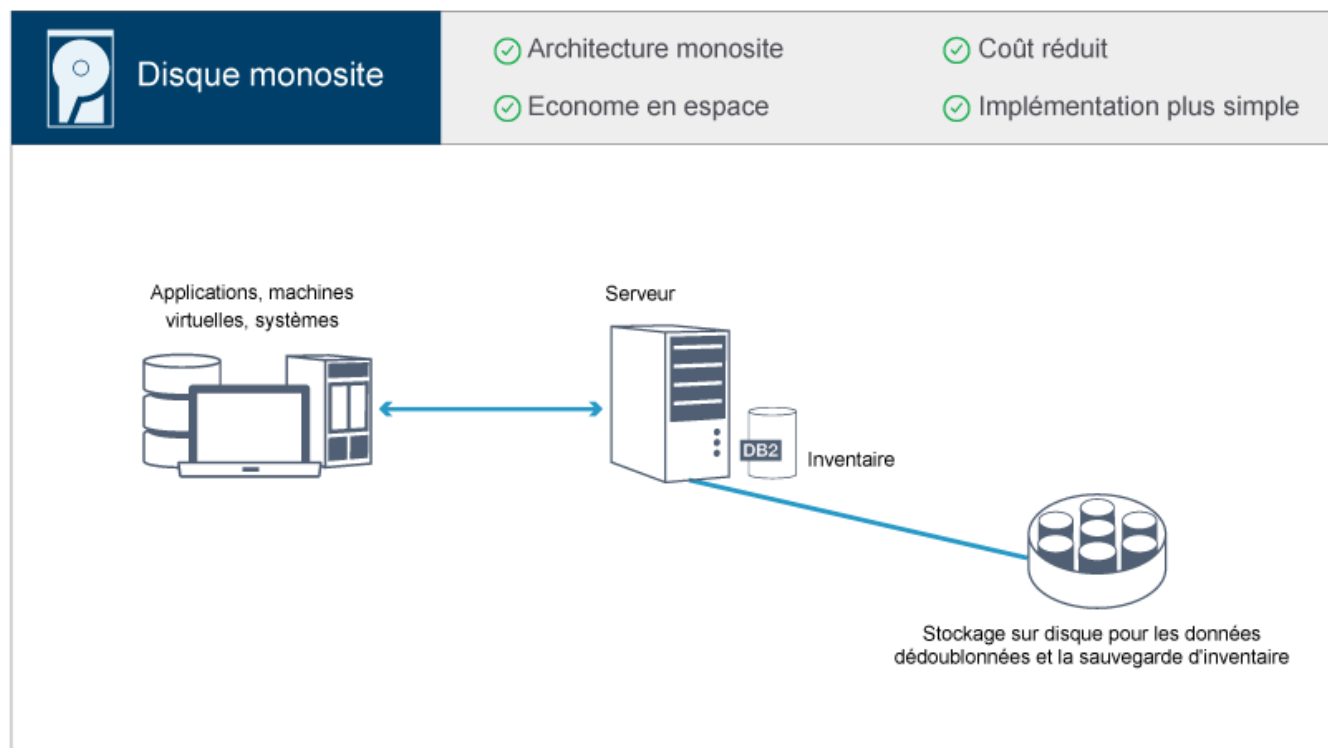 Disque monosite
Architecture monosite
Coût réduit
Econome en espace
Implémentation plus simple
Applications, machines
virtuelles, systèmes
Serveur
DB2
Inventaire
Stockage sur disque pour les données
dédoublonnées et la sauvegarde d'inventaire